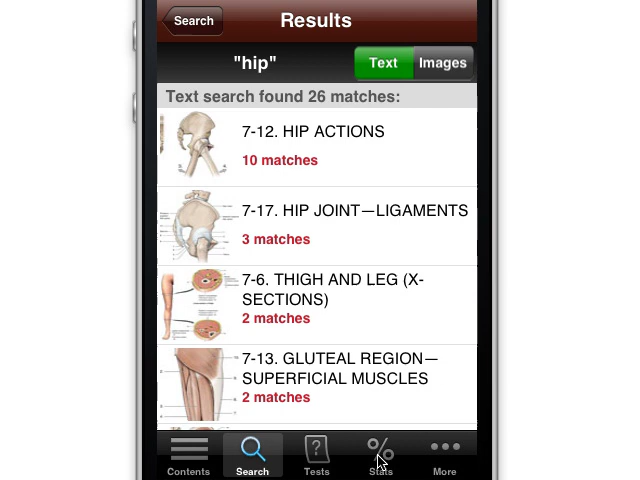 Search
Results
"hip"
Text
Images
Text search found 26 matches:
7-12. HIP ACTIONS
10 matches
7-17. HIP JOINT—LIGAMENTS
3 matches
7-6. THIGH AND LEG (X-
SECTIONS)
2 matches
7-13. GLUTEAL REGION—
SUPERFICIAL MUSCLES
2 matches
Contents
Search
Tests
Stats
More